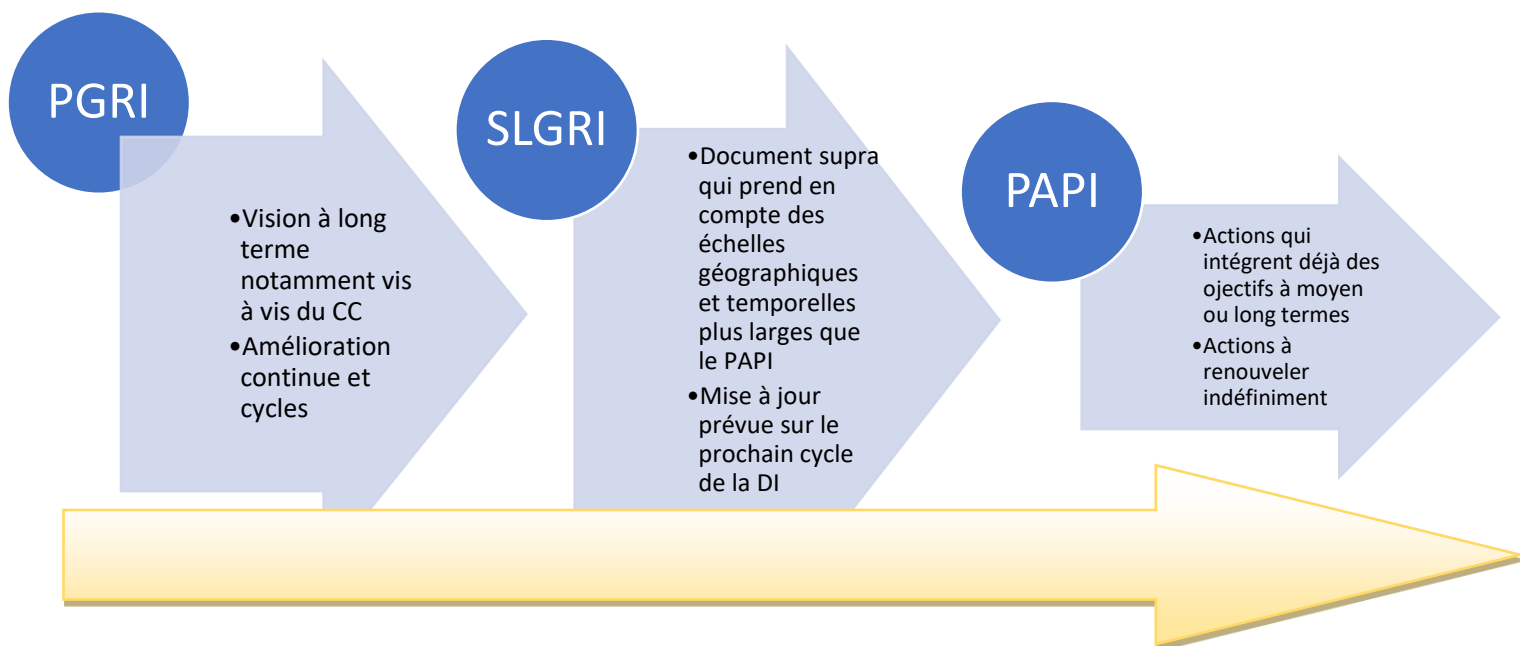 PGRI
•Vision à long
terme
notamment vis
à vis du CC
•Amélioration
continue et
cycles
SLGRI
•Document supra
qui prend en
compte des
échelles
géographiques
et temporelles
plus larges que
le PAPI
•Mise à jour
prévue sur le
prochain cycle
de la DI
PAPI
•Actions qui
intégrent déjà des
ojectifs à moyen
ou long termes
•Actions à
renouveler
indéfiniment